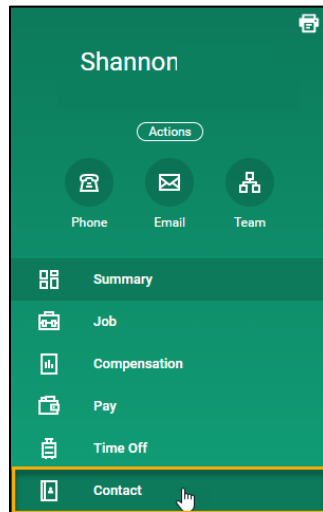 Shannon
Actions
Phone Email Team
Summary
Job
Compensation
Pay
Time Off
Contact